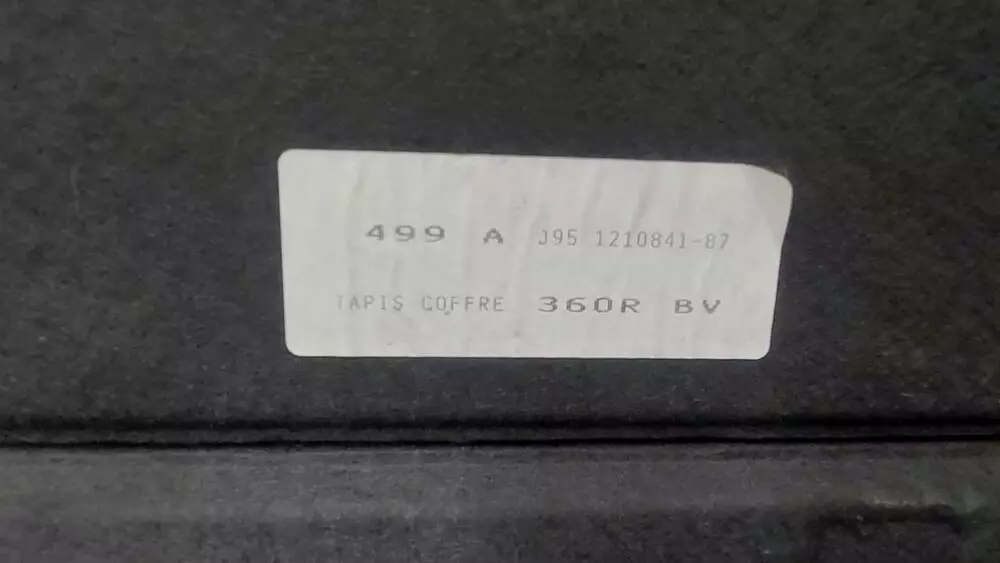 499 A J95 1210841-87
TAPIS COFFRE 360R BV